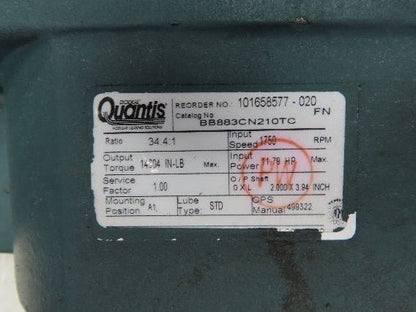 DODGE
Quantis
REORDER NO. 101658577 - 020
Catalog No. FN
BB883CN210TC
Ratio 34.4:1 Input Speed 1750 RPM
Output Torque 14204 IN-LB Max. Input Power HP Max.
Service Factor 1.00 O/P Shaft O X L 2.000 X 3.94 INCH
Mounting Position A1, Lube Type: STD OPS Manual 499322
PW